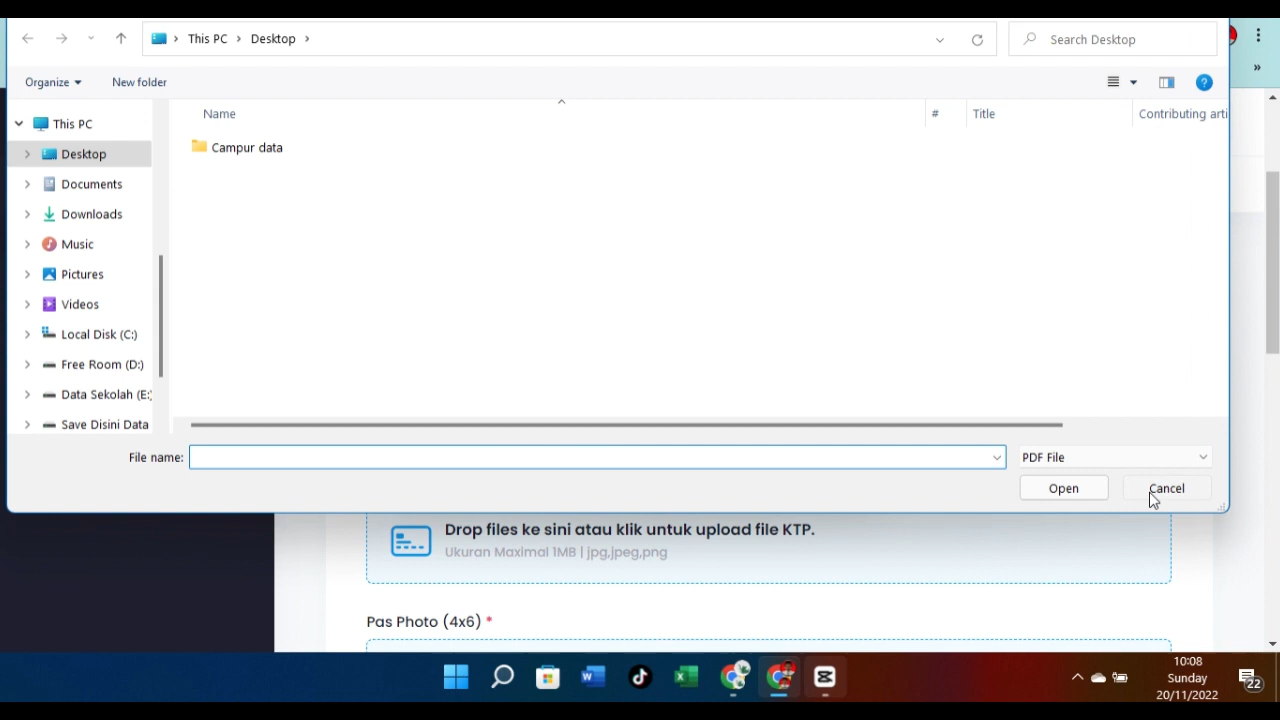 This PC
Desktop
Search Desktop
»
Organize
New folder
?
Name
#
Title
Contributing arti
This PC
Desktop
Documents
Downloads
Music
Pictures
Videos
Local Disk (C:)
Free Room (D:)
Data Sekolah (E:)
Save Disini Data
Campur data
File name:
PDF File
Open
Cancel
Drop files ke sini atau klik untuk upload file KTP.
Ukuran Maximal 1MB | jpg,jpeg,png
Pas Photo (4x6) *
10:08
Sunday
20/11/2022
22